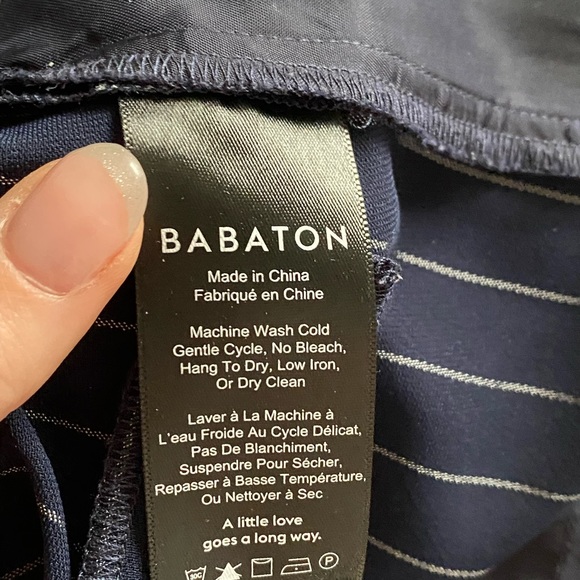 BABATON
Made in China
Fabriqué en Chine
Machine Wash Cold
Gentle Cycle, No Bleach,
Hang To Dry, Low Iron,
Or Dry Clean
Laver à La Machine à
L'eau Froide Au Cycle Délicat,
Pas De Blanchiment,
Suspendre Pour Sécher,
Repasser à Basse Température,
Ou Nettoyer à Sec
A little love
goes a long way.
30C P